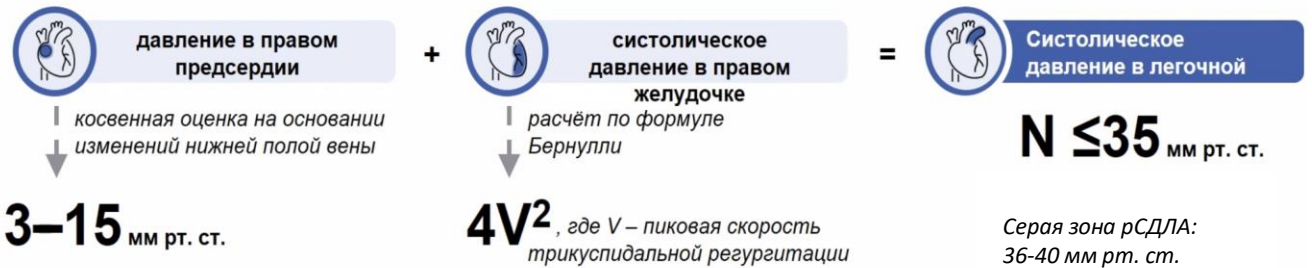 давление в правом
предсердии
+
систолическое
давление в правом
желудочке
=
Систолическое
давление в легочной
косвенная оценка на основании
изменений нижней полой вены
расчёт по формуле
Бернулли
N ≤35 мм рт. ст.
3–15 мм рт. ст.
4V², где V – пиковая скорость
трикуспидальной регургитации
Серая зона рСДЛА:
36-40 мм рт. ст.